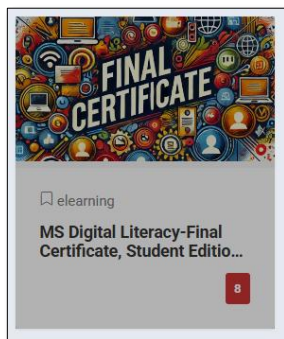 FINAL
CERTIFICATE
elearning
MS Digital Literacy-Final
Certificate, Student Editio...
8